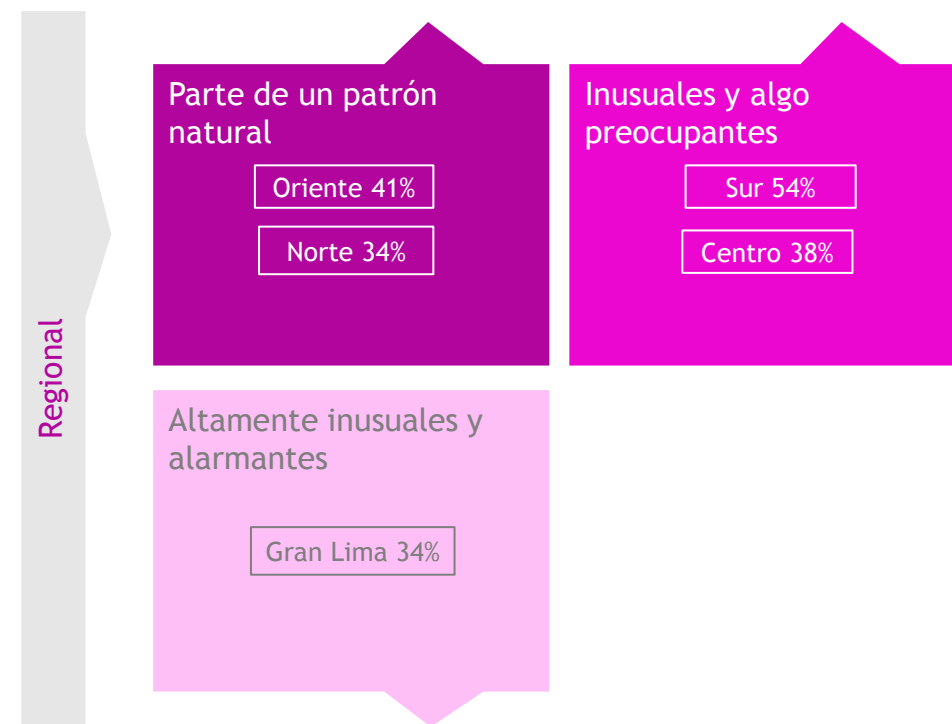 Regional
Parte de un patrón
natural
Oriente 41%
Norte 34%
Inusuales y algo
preocupantes
Sur 54%
Centro 38%
Altamente inusuales y
alarmantes
Gran Lima 34%